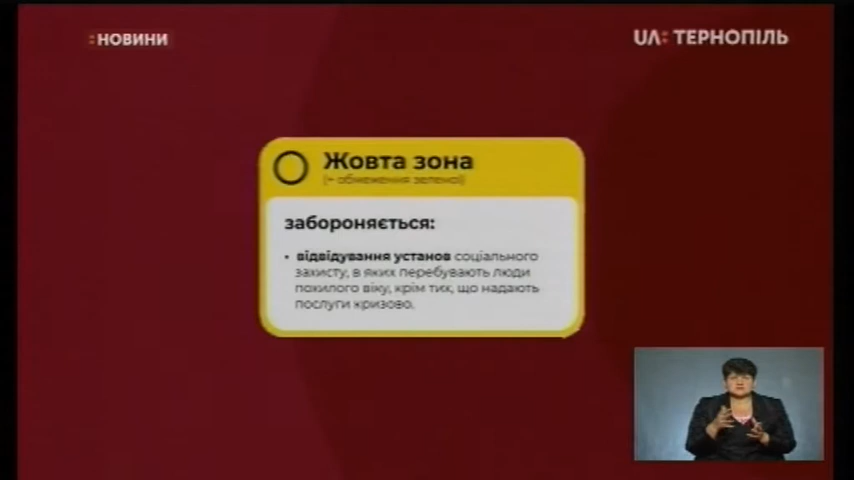 :НОВИНИ
UA: ТЕРНОПІЛЬ
Жовта зона
(+ обмеження зеленої)
забороняється:
• відвідування установ соціального
захисту, в яких перебувають люди
похилого віку, крім тих, що надають
послуги кризово.